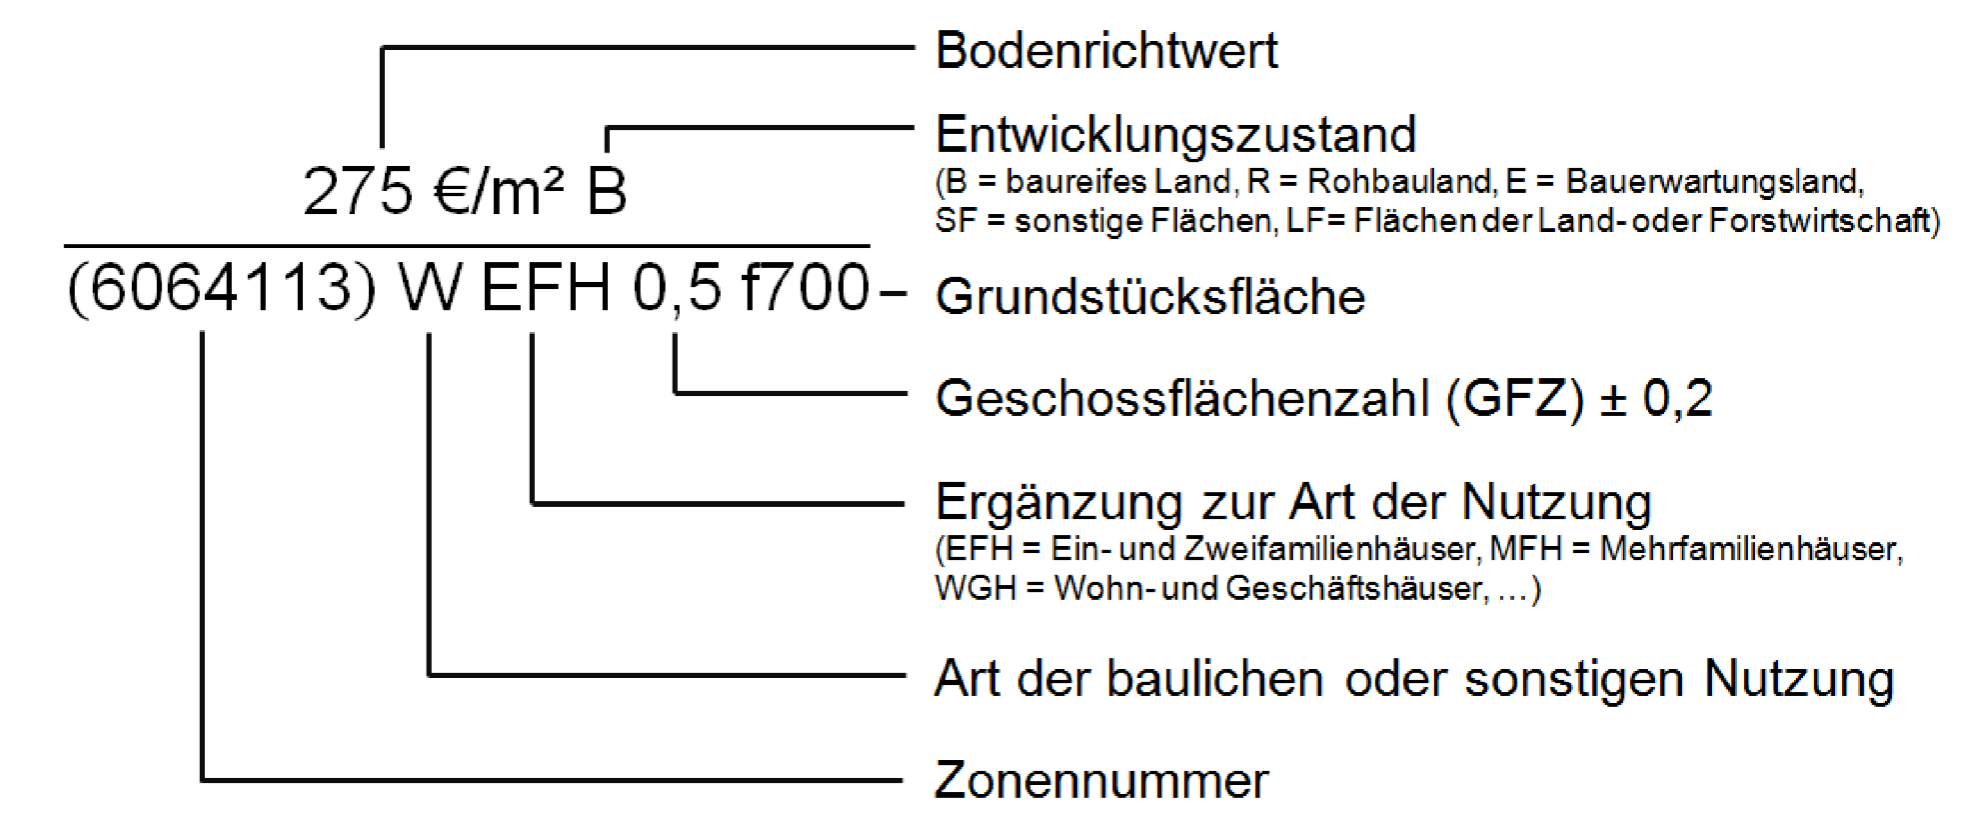 Bodenrichtwert
Entwicklungszustand
(B = baureifes Land, R = Rohbauland, E = Bauerwartungsland,
SF = sonstige Flächen, LF= Flächen der Land- oder Forstwirtschaft)
275 €/m² B
(6064113) W EFH 0,5 f700
Grundstücksfläche
Geschossflächenzahl (GFZ) ± 0,2
Ergänzung zur Art der Nutzung
(EFH = Ein- und Zweifamilienhäuser, MFH = Mehrfamilienhäuser,
WGH = Wohn- und Geschäftshäuser, ...)
Art der baulichen oder sonstigen Nutzung
Zonennummer